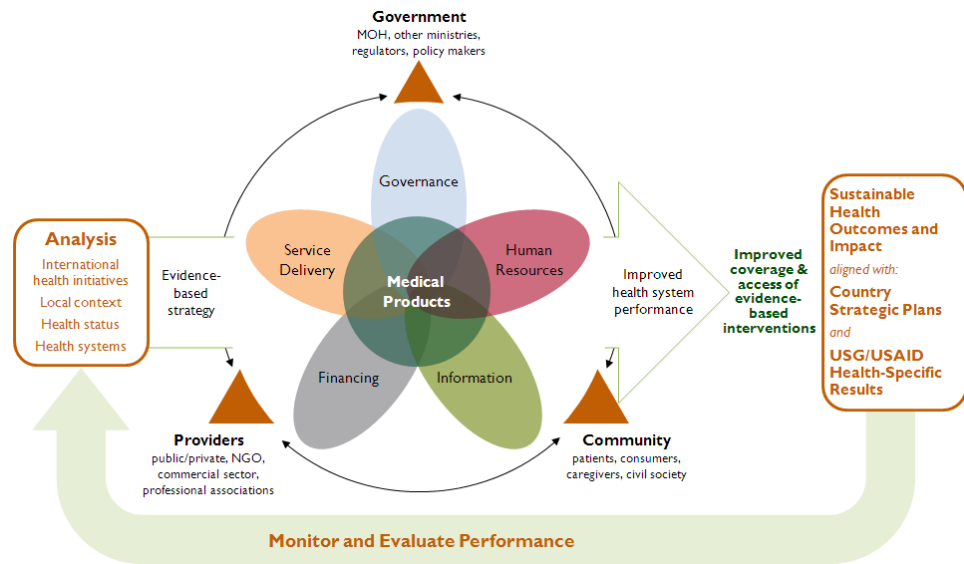 Government
MOH, other ministries,
regulators, policy makers
Governance
Service
Delivery
Human
Resources
Medical
Products
Financing
Information
Analysis
International
health initiatives
Local context
Health status
Health systems
Evidence-
based
strategy
Improved
health system
performance
Improved
coverage &
access of
evidence-
based
interventions
Sustainable
Health
Outcomes and
Impact
aligned with:
Country
Strategic Plans
and
USG/USAID
Health-Specific
Results
Providers
public/private, NGO,
commercial sector,
professional associations
Community
patients, consumers,
caregivers, civil society
Monitor and Evaluate Performance